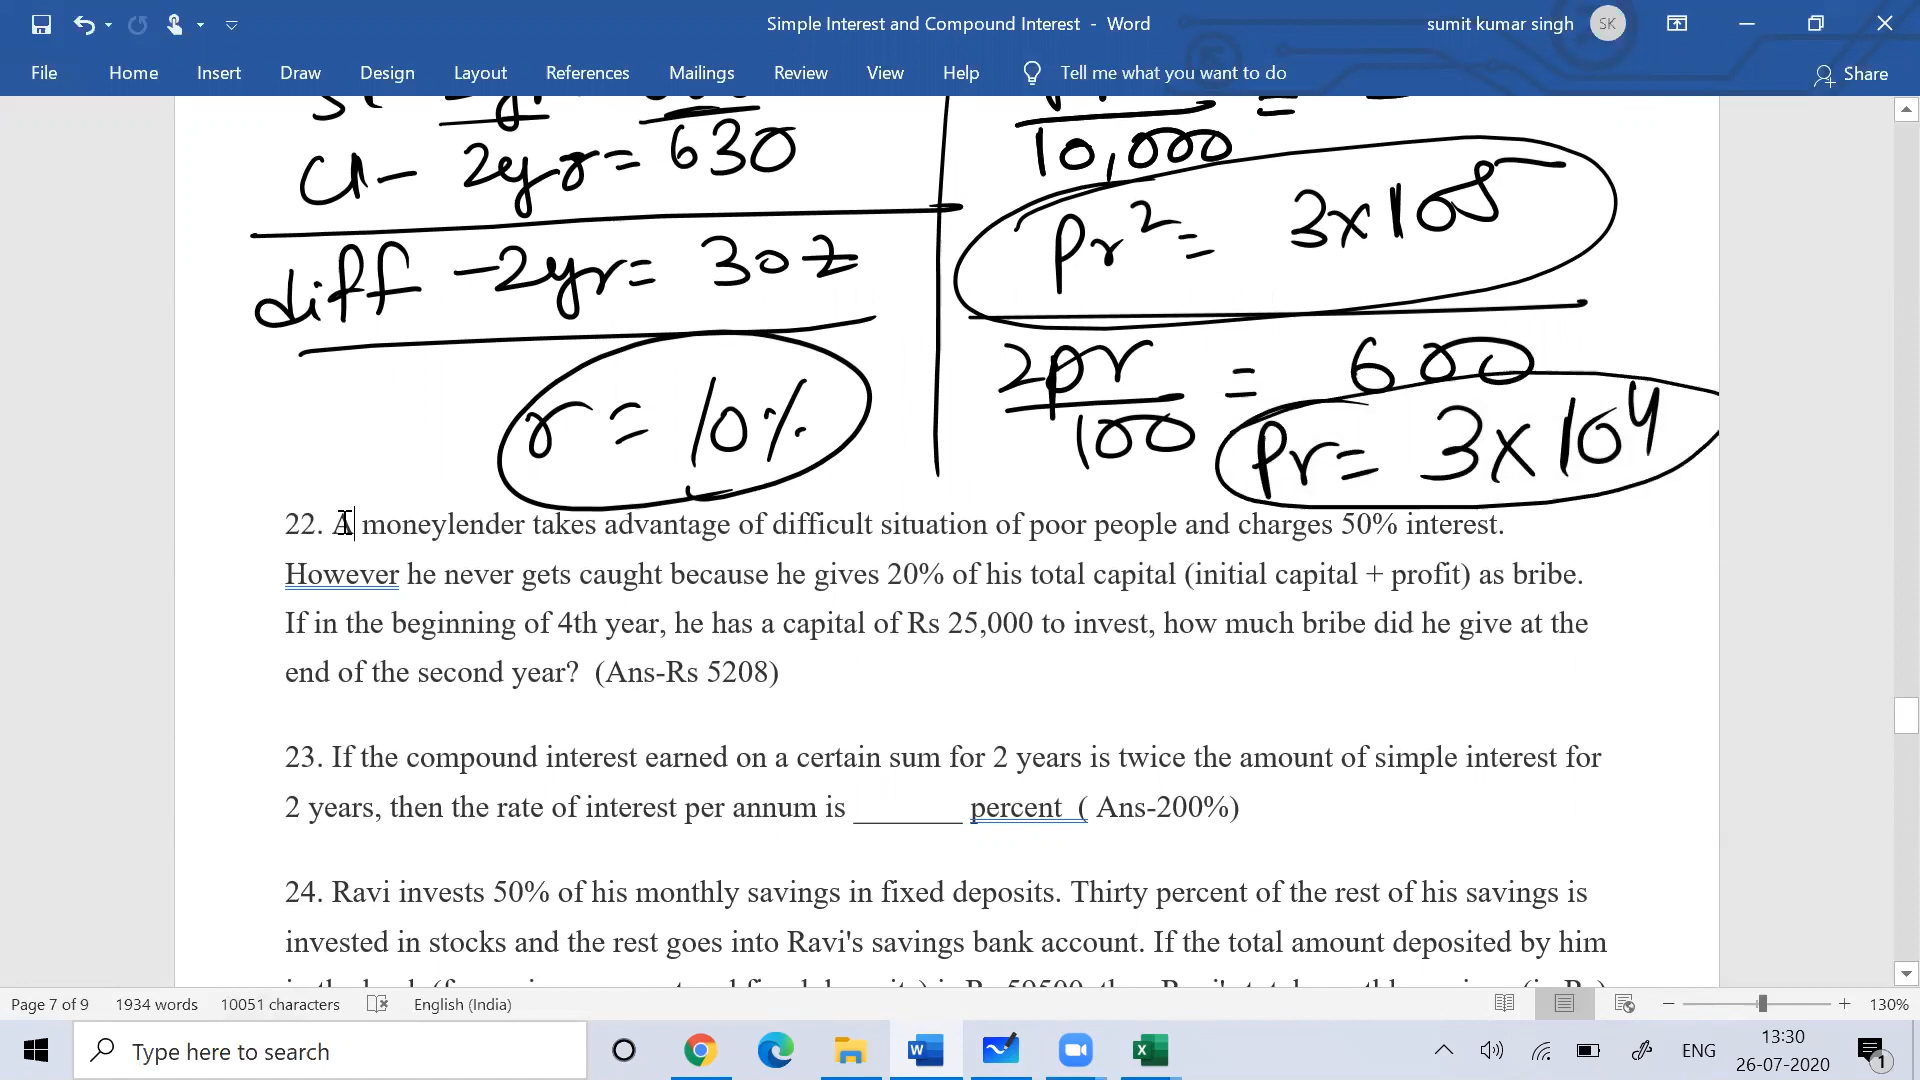 Simple Interest and Compound Interest - Word
sumit kumar singh
SK
File Home Insert Draw Design Layout References Mailings Review View Help Tell me what you want to do
Share
2yr = 630
10,000
Pr² = 3x10⁵
diff - 2yr = 30
r = 10%
2pr / 100 = 600
Pr = 3 x 10⁴
22. A moneylender takes advantage of difficult situation of poor people and charges 50% interest.
However he never gets caught because he gives 20% of his total capital (initial capital + profit) as bribe.
If in the beginning of 4th year, he has a capital of Rs 25,000 to invest, how much bribe did he give at the
end of the second year? (Ans-Rs 5208)
23. If the compound interest earned on a certain sum for 2 years is twice the amount of simple interest for
2 years, then the rate of interest per annum is _______ percent ( Ans-200%)
24. Ravi invests 50% of his monthly savings in fixed deposits. Thirty percent of the rest of his savings is
invested in stocks and the rest goes into Ravi's savings bank account. If the total amount deposited by him
Page 7 of 9 1934 words 10051 characters English (India) 130%
Type here to search
ENG
13:30
26-07-2020
1